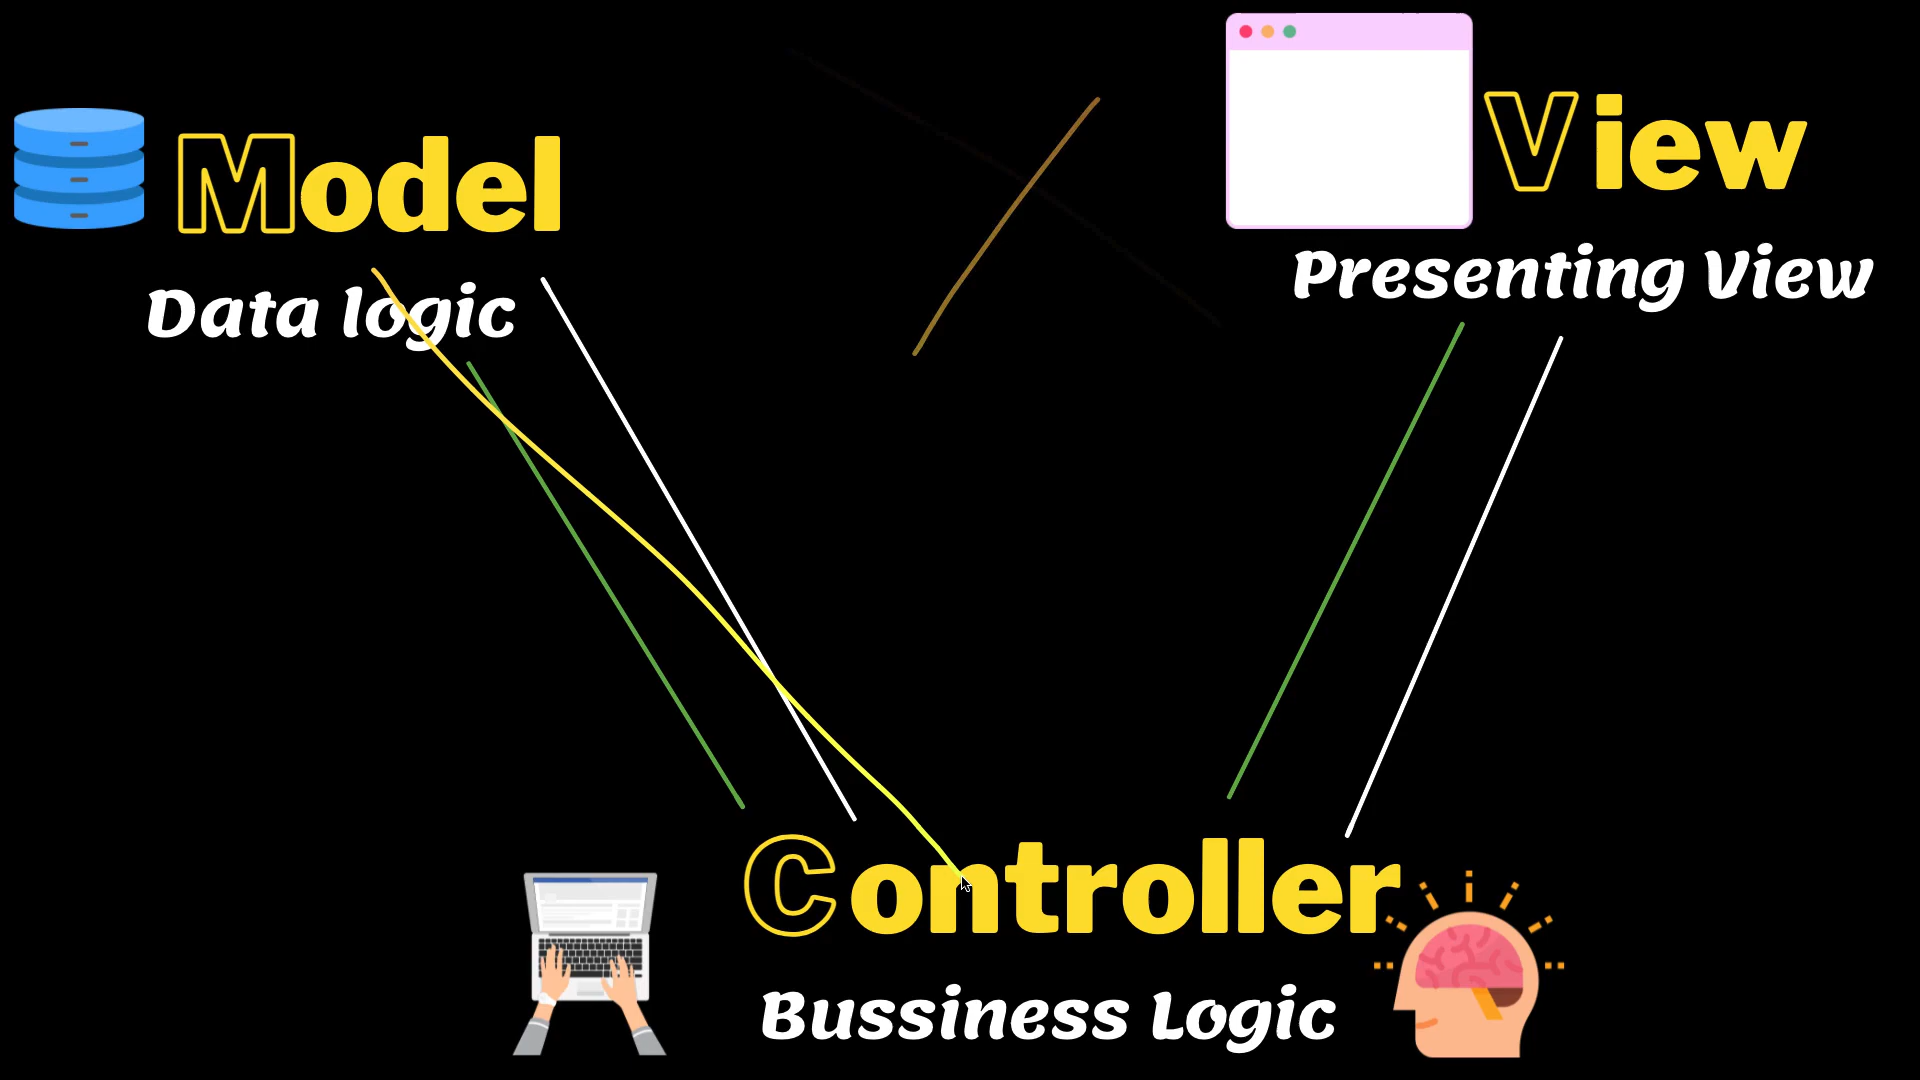 Model
Data logic
View
Presenting View
Controller
Bussiness Logic